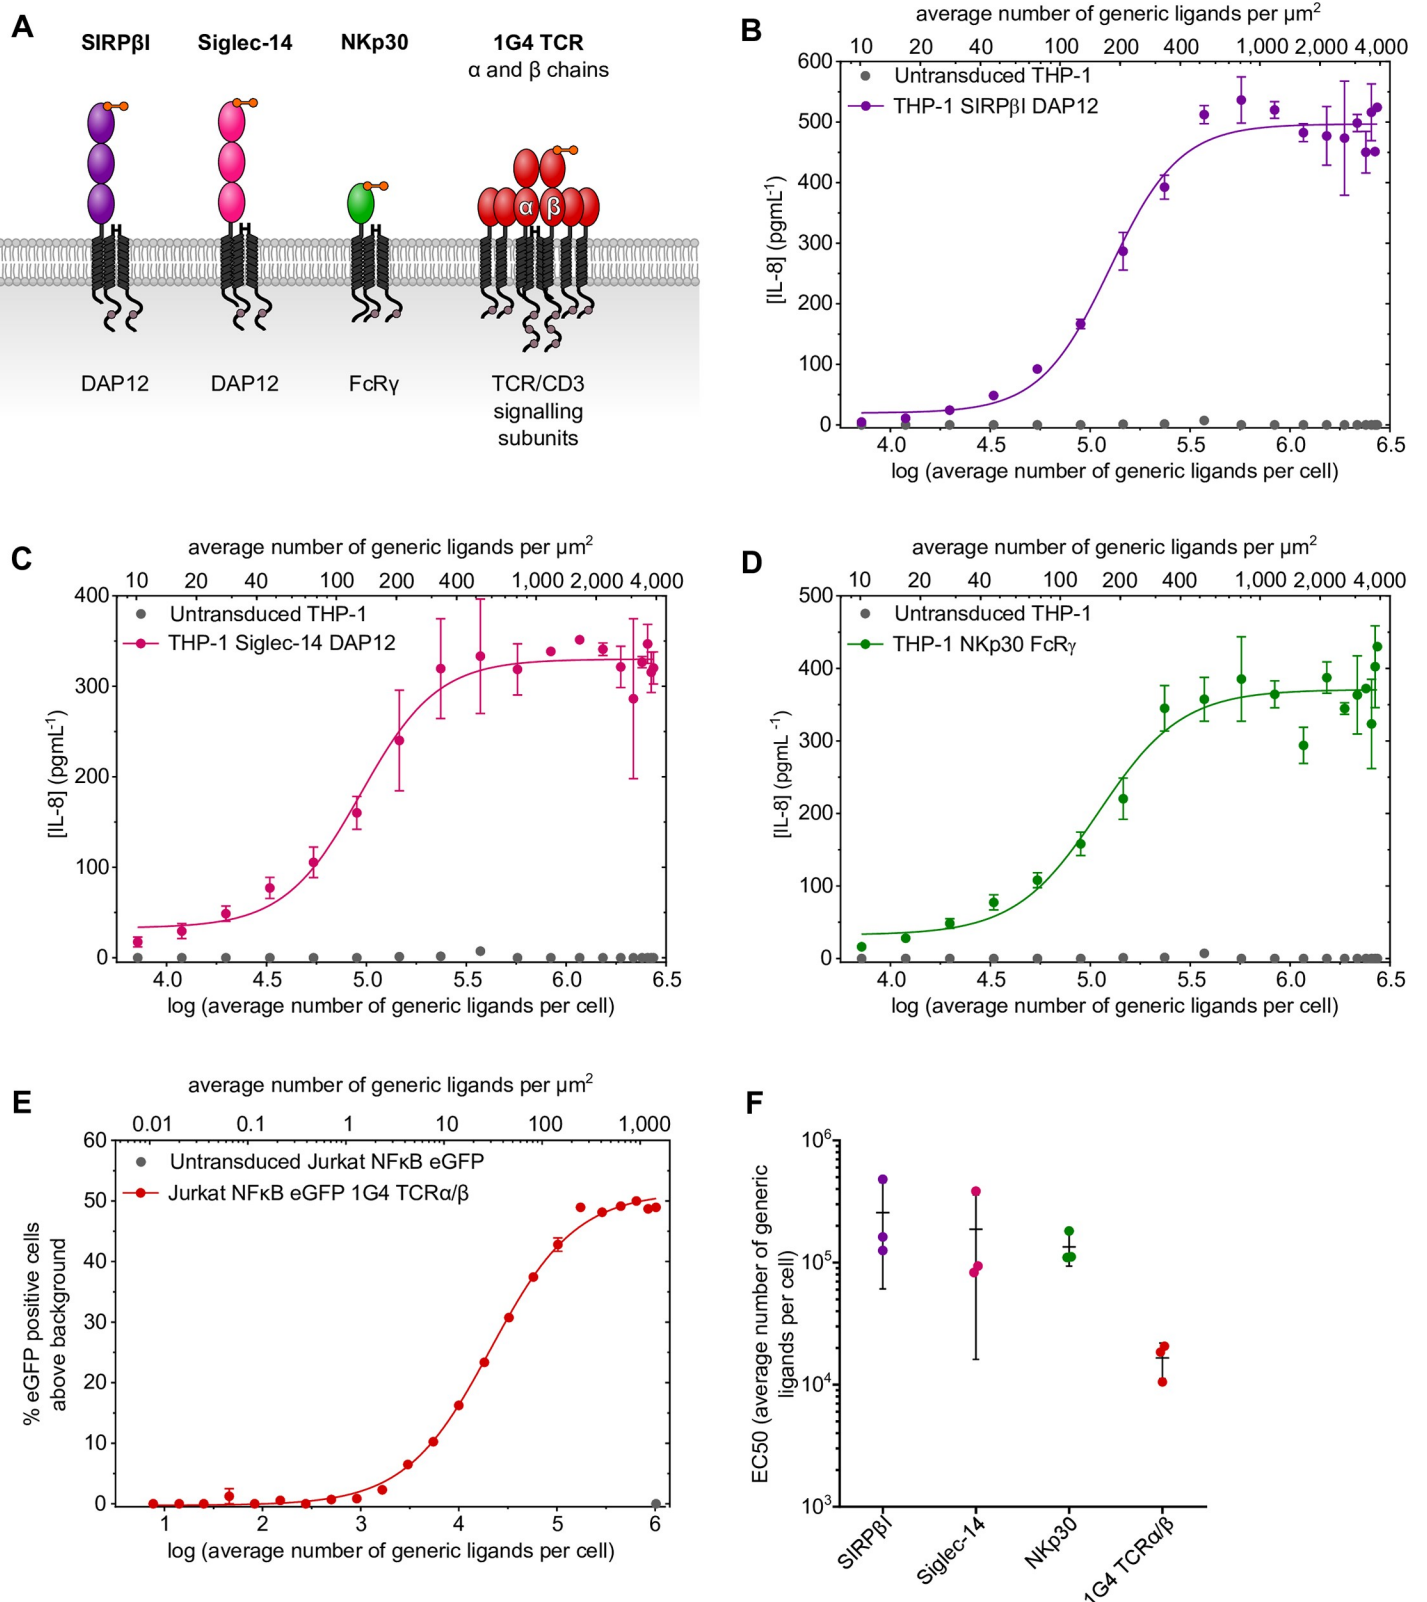 A
SIRPβI Siglec-14 NKp30 1G4 TCR
α and β chains
α β
DAP12 DAP12 FcRγ TCR/CD3
signalling
subunits
B
average number of generic ligands per µm²
10 20 40 100 200 400 1,000 2,000 4,000
Untransduced THP-1
THP-1 SIRPβI DAP12
[IL-8] (pgmL⁻¹)
600
500
400
300
200
100
0
4.0 4.5 5.0 5.5 6.0 6.5
log (average number of generic ligands per cell)
C
average number of generic ligands per µm²
10 20 40 100 200 400 1,000 2,000 4,000
Untransduced THP-1
THP-1 Siglec-14 DAP12
[IL-8] (pgmL⁻¹)
400
300
200
100
0
4.0 4.5 5.0 5.5 6.0 6.5
log (average number of generic ligands per cell)
D
average number of generic ligands per µm²
10 20 40 100 200 400 1,000 2,000 4,000
Untransduced THP-1
THP-1 NKp30 FcRγ
[IL-8] (pgmL⁻¹)
500
400
300
200
100
0
4.0 4.5 5.0 5.5 6.0 6.5
log (average number of generic ligands per cell)
E
average number of generic ligands per µm²
0.01 0.1 1 10 100 1,000
Untransduced Jurkat NFκB eGFP
Jurkat NFκB eGFP 1G4 TCRα/β
% eGFP positive cells
above background
60
50
40
30
20
10
0
1 2 3 4 5 6
log (average number of generic ligands per cell)
F
EC50 (average number of generic
ligands per cell)
10⁶
10⁵
10⁴
10³
SIRPβI
Siglec-14
NKp30
1G4 TCRα/β